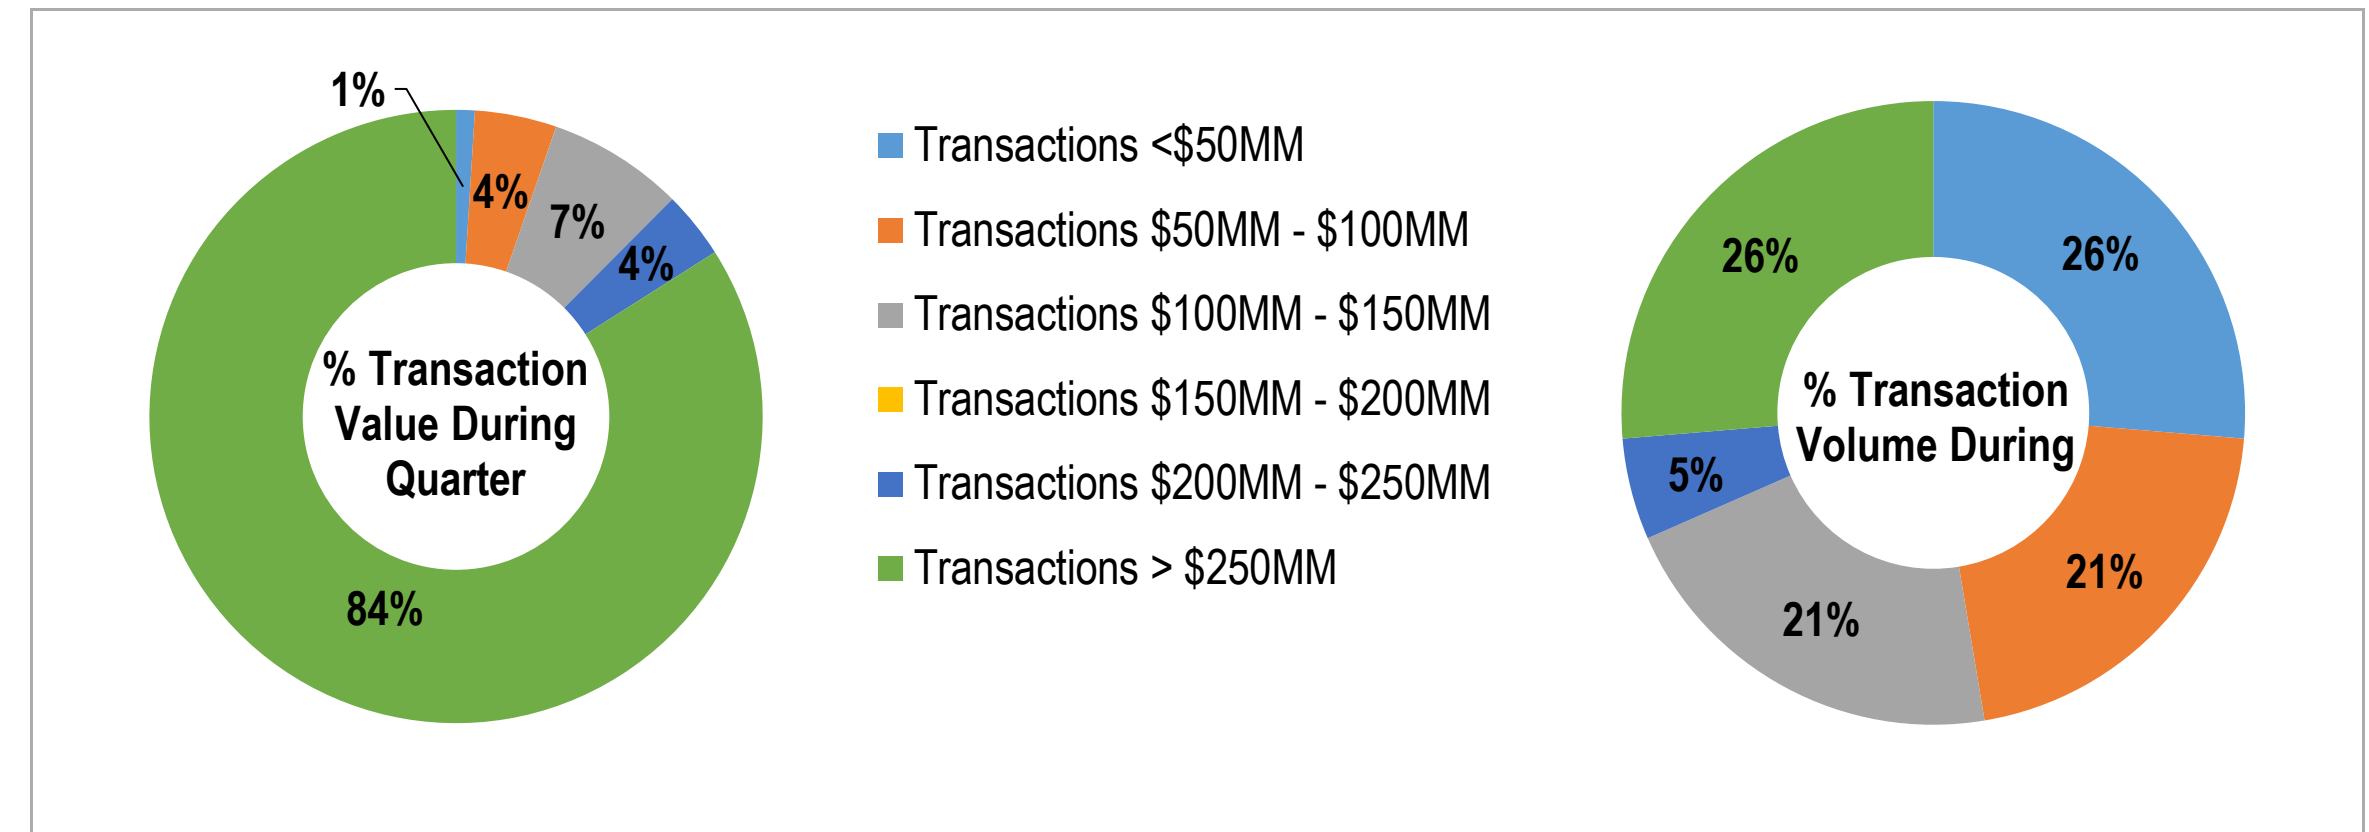 1%
4%
7%
4%
84%
% Transaction
Value During
Quarter
Transactions <$50MM
Transactions $50MM - $100MM
Transactions $100MM - $150MM
Transactions $150MM - $200MM
Transactions $200MM - $250MM
Transactions > $250MM
26%
26%
% Transaction
Volume During
5%
21%
21%